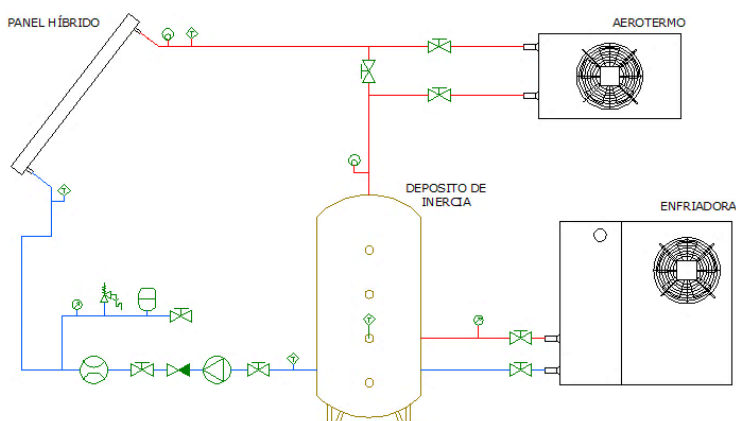 PANEL HÍBRIDO
AEROTERMO
T
T
DEPOSITO DE
INERCIA
ENFRIADORA
T
T